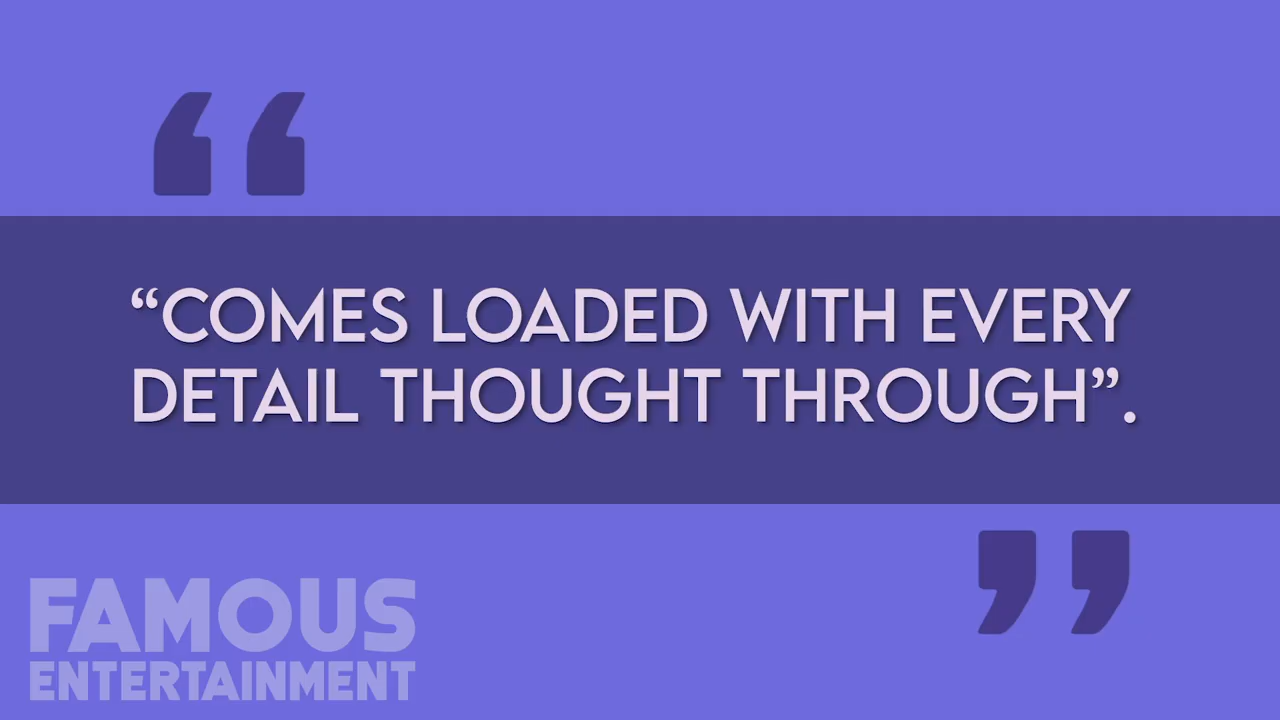 “COMES LOADED WITH EVERY
DETAIL THOUGHT THROUGH”.
FAMOUS
ENTERTAINMENT